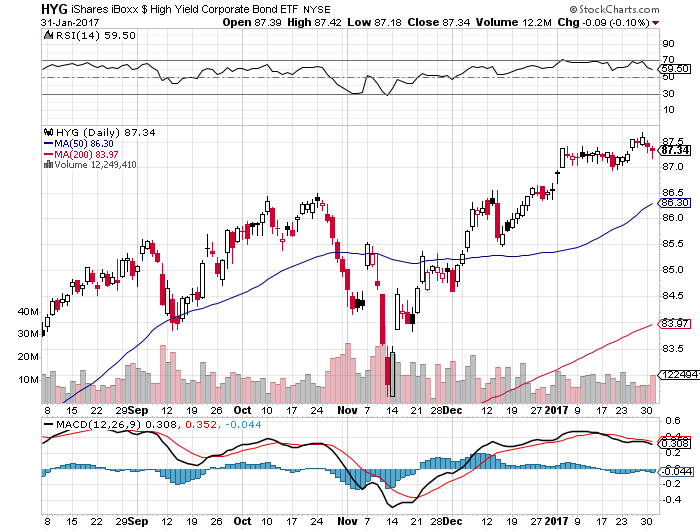 HYG iShares iBoxx $ High Yield Corporate Bond ETF NYSE © StockCharts.com
31-Jan-2017 Open 87.39 High 87.42 Low 87.18 Close 87.34 Volume 12.2M Chg -0.09 (-0.10%)
RSI(14) 59.50
90
70
59.50
50
30
10
HYG (Daily) 87.34
MA(50) 86.30
MA(200) 83.97
Volume 12,249,410
87.5
87.34
87.0
86.5
86.30
86.0
85.5
85.0
84.5
40M
83.97
30M
83.5
20M
122494
10M
8 15 22 29 Sep 12 19 26 Oct 10 17 24 Nov 7 14 21 28 Dec 12 19 27 2017 9 17 23 30
MACD(12,26,9) 0.308, 0.352, -0.044
0.6
0.308
0.2
-0.044
-0.2
-0.4
8 15 22 29 Sep 12 19 26 Oct 10 17 24 Nov 7 14 21 28 Dec 12 19 27 2017 9 17 23 30